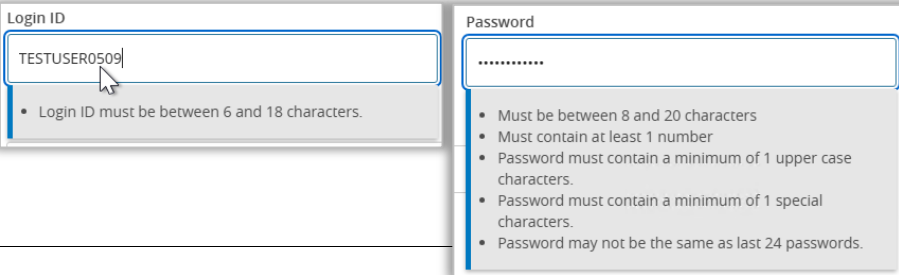 Login ID
TESTUSER0509
• Login ID must be between 6 and 18 characters.
Password
••••••••••••
• Must be between 8 and 20 characters
• Must contain at least 1 number
• Password must contain a minimum of 1 upper case
characters.
• Password must contain a minimum of 1 special
characters.
• Password may not be the same as last 24 passwords.